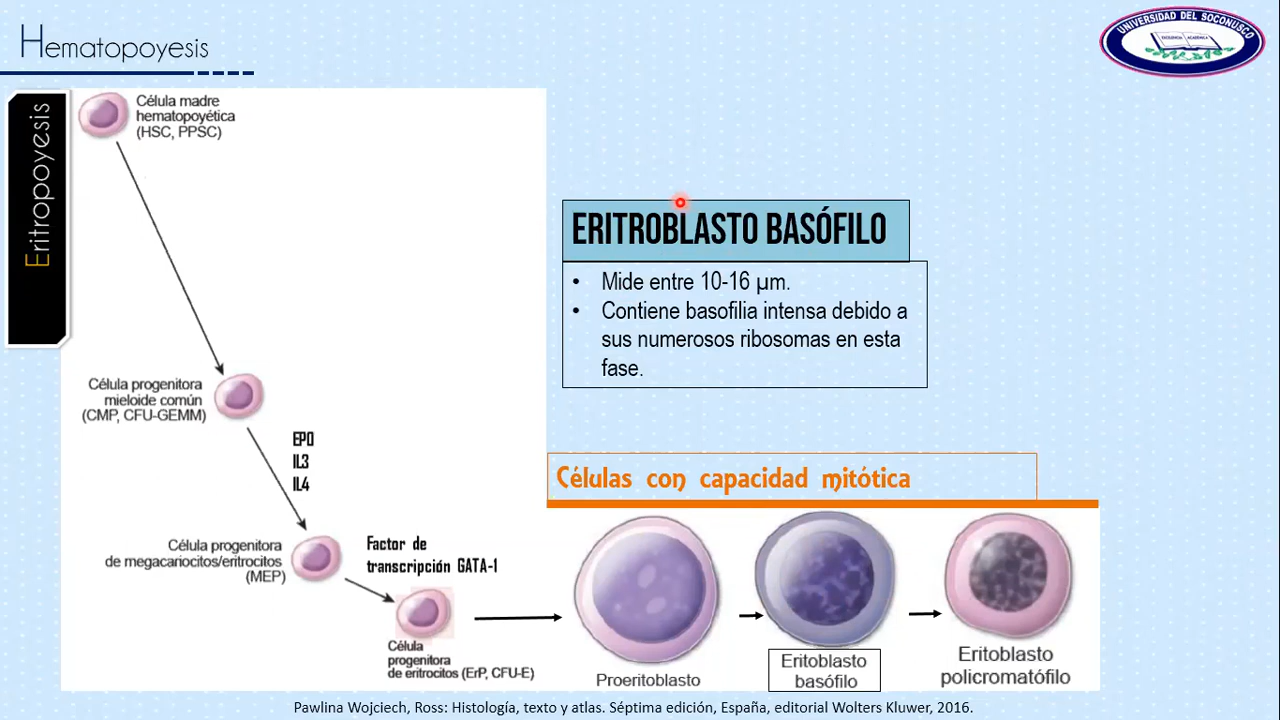 Hematopoyesis
UNIVERSIDAD DEL SOCONUSCO
EXCELENCIA ACADÉMICA
Eritropoyesis
Célula madre
hematopoyética
(HSC, PPSC)
ERITROBLASTO BASÓFILO
• Mide entre 10-16 µm.
• Contiene basofilia intensa debido a
sus numerosos ribosomas en esta
fase.
Célula progenitora
mieloide común
(CMP, CFU-GEMM)
EPO
IL3
IL4
Células con capacidad mitótica
Célula progenitora
de megacariocitos/eritrocitos
(MEP)
Factor de
transcripción GATA-1
Célula
progenitora
de eritrocitos (ErP, CFU-E)
Proeritoblasto
Eritoblasto
basófilo
Eritoblasto
policromatófilo
Pawlina Wojciech, Ross: Histología, texto y atlas. Séptima edición, España, editorial Wolters Kluwer, 2016.